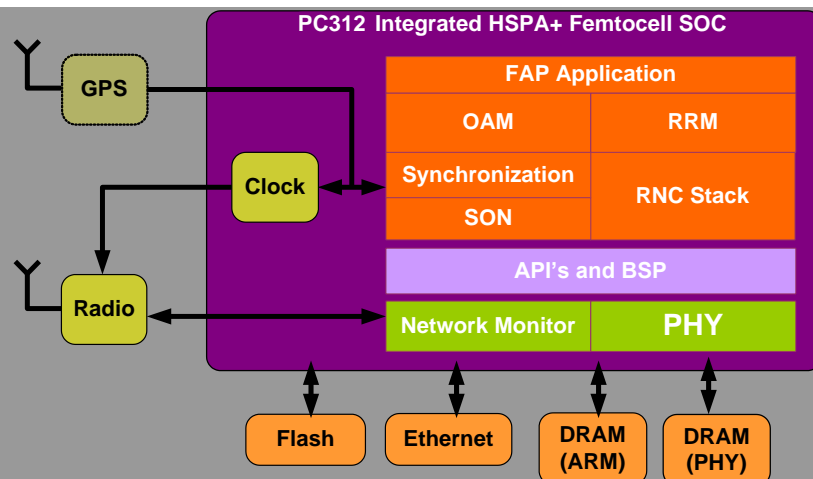 PC312 Integrated HSPA+ Femtocell SOC
GPS
FAP Application
OAM
RRM
Clock
Synchronization
RNC Stack
SON
API's and BSP
Radio
Network Monitor
PHY
Flash
Ethernet
DRAM
(ARM)
DRAM
(PHY)